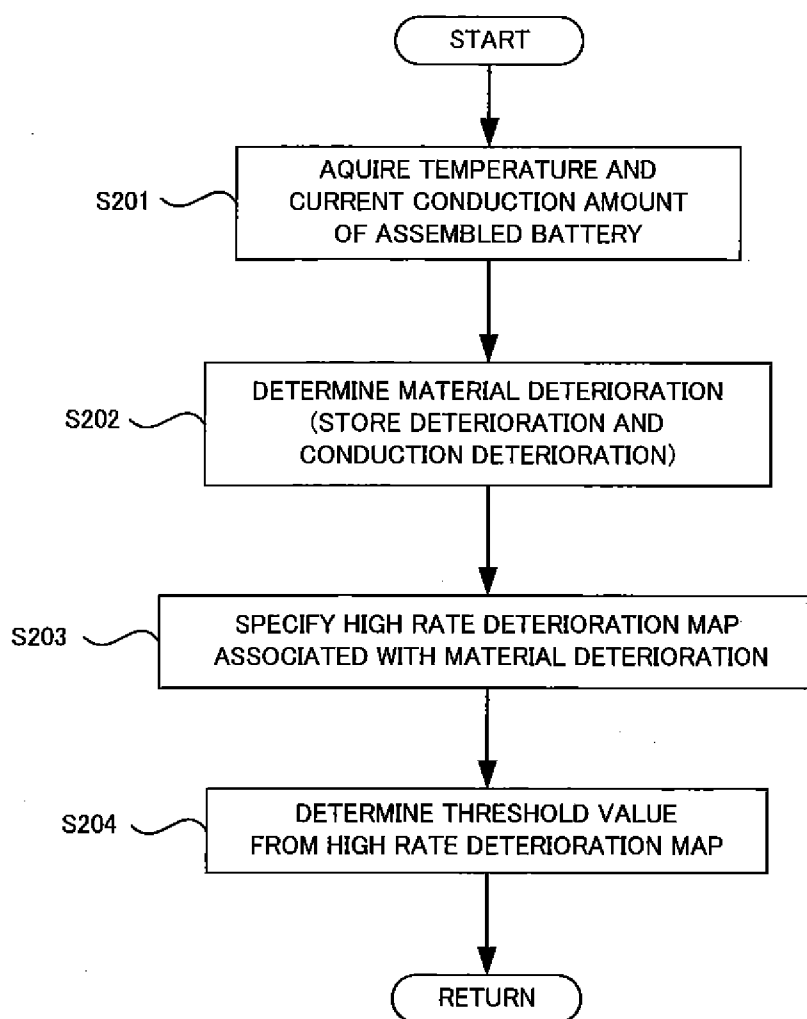 START
S201
AQUIRE TEMPERATURE AND
CURRENT CONDUCTION AMOUNT
OF ASSEMBLED BATTERY
S202
DETERMINE MATERIAL DETERIORATION
(STORE DETERIORATION AND
CONDUCTION DETERIORATION)
S203
SPECIFY HIGH RATE DETERIORATION MAP
ASSOCIATED WITH MATERIAL DETERIORATION
S204
DETERMINE THRESHOLD VALUE
FROM HIGH RATE DETERIORATION MAP
RETURN